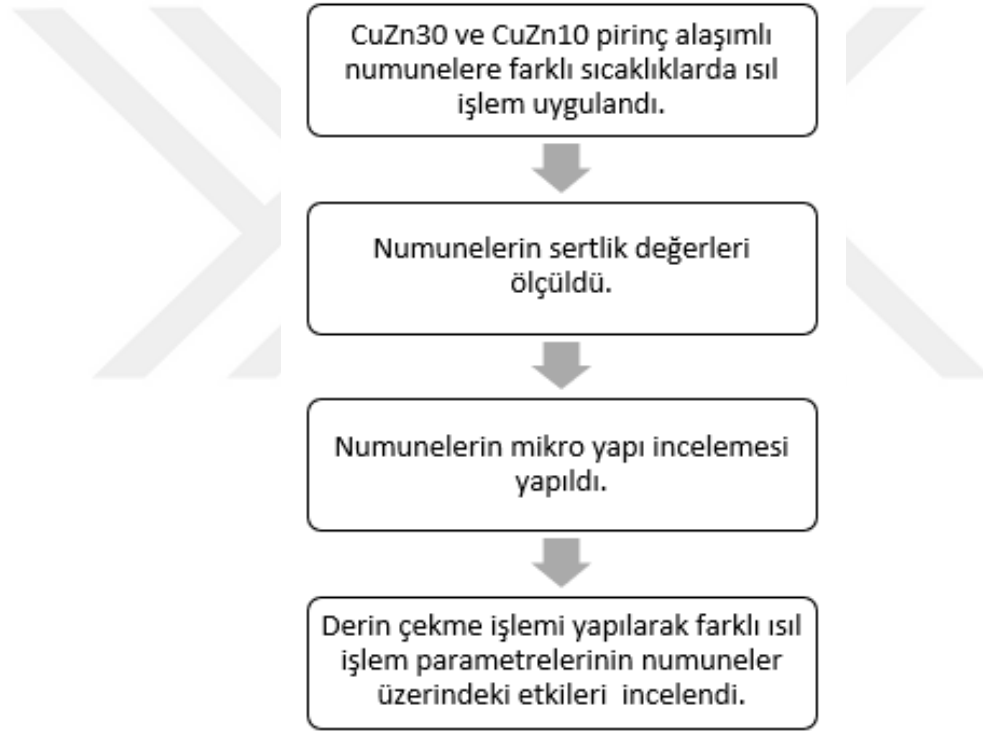 CuZn30 ve CuZn10 pirinç alaşımlı
numunelere farklı sıcaklıklarda ısıl
işlem uygulandı.
Numunelerin sertlik değerleri
ölçüldü.
Numunelerin mikro yapı incelemesi
yapıldı.
Derin çekme işlemi yapılarak farklı ısıl
işlem parametrelerinin numuneler
üzerindeki etkileri incelendi.